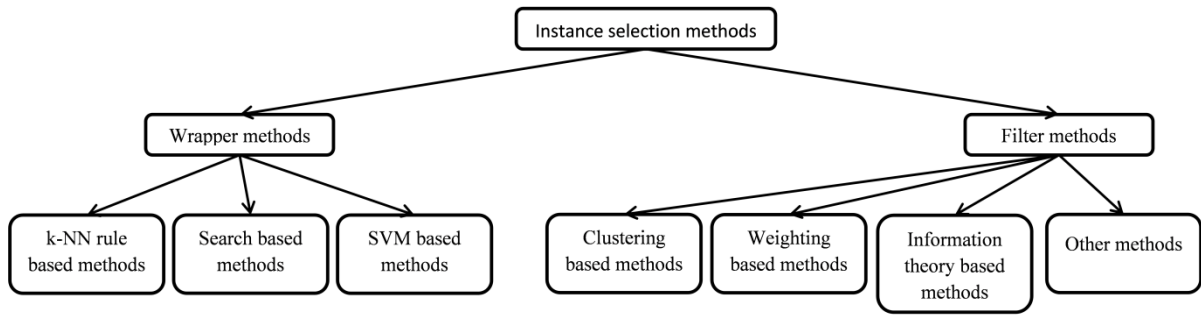 Instance selection methods
Wrapper methods
Filter methods
k-NN rule
based methods
Search based
methods
SVM based
methods
Clustering
based methods
Weighting
based methods
Information
theory based
methods
Other methods